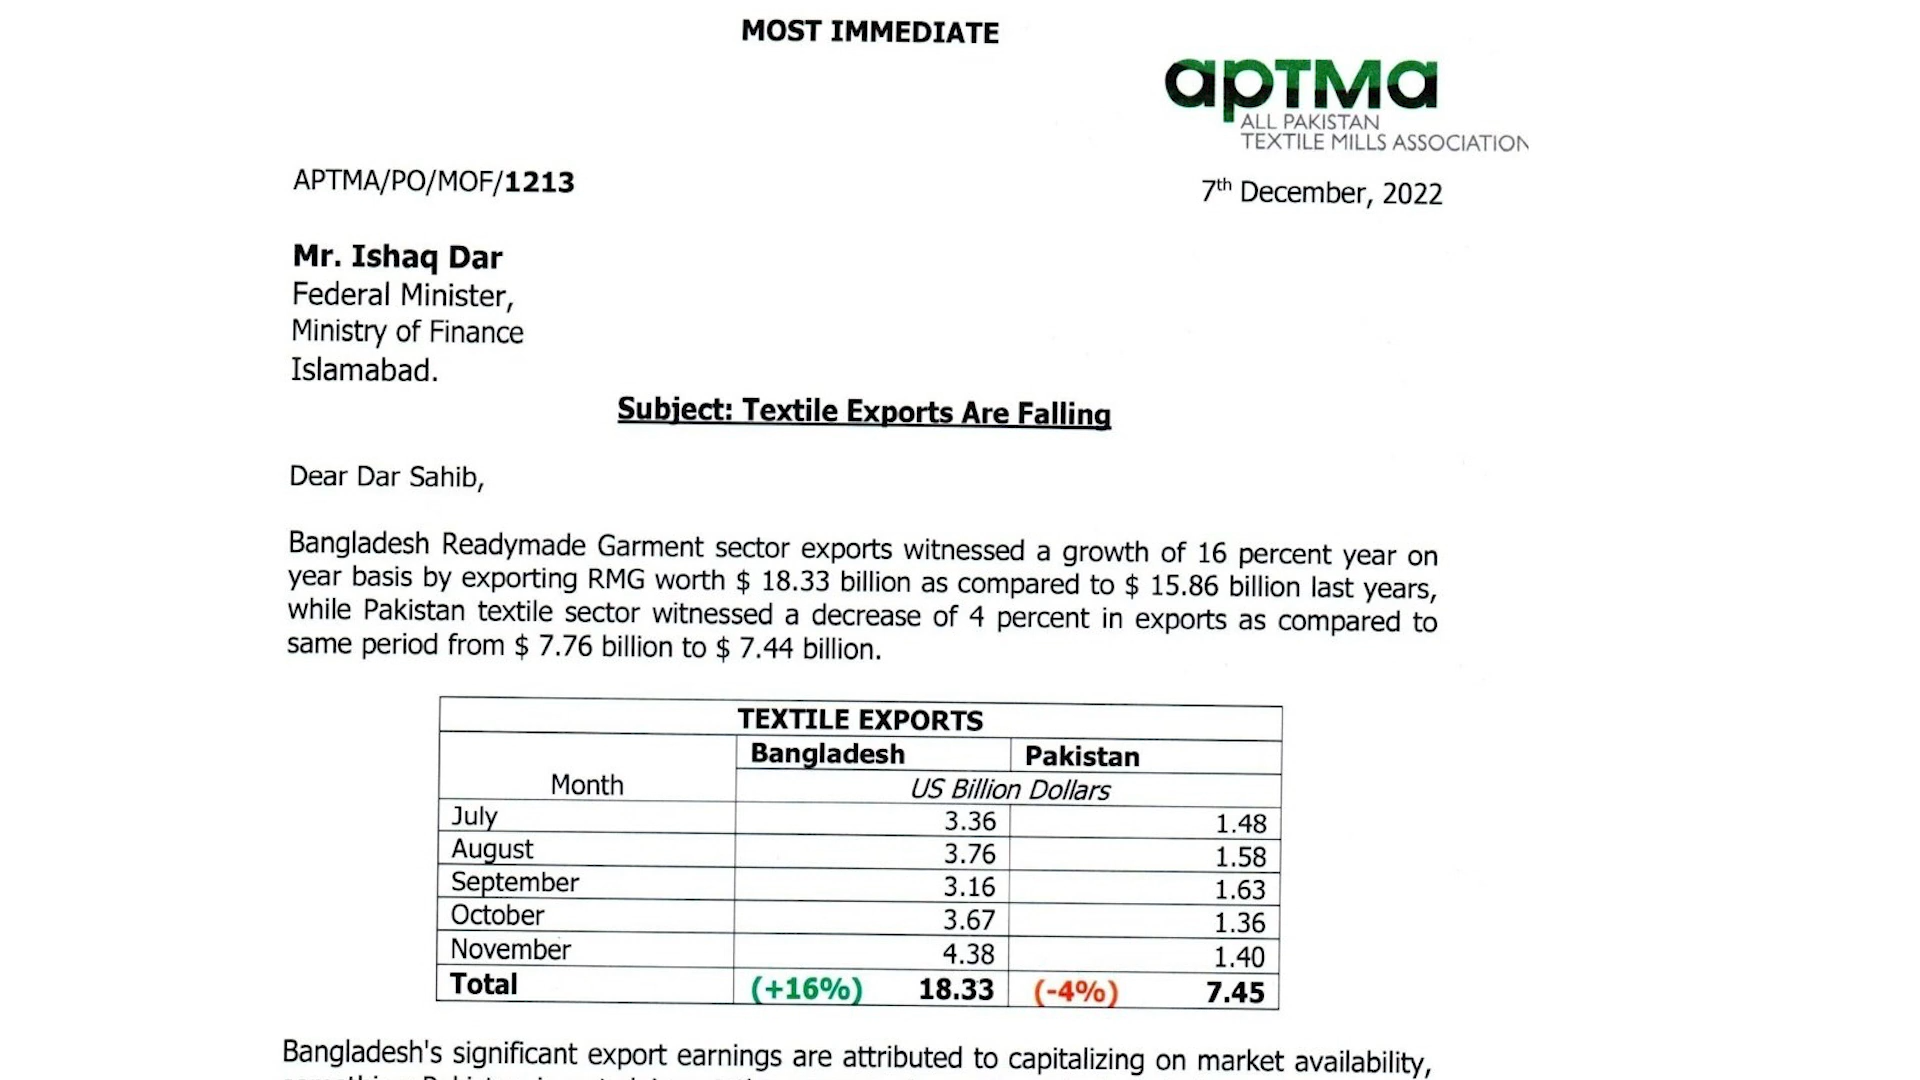 MOST IMMEDIATE
aptma
ALL PAKISTAN
TEXTILE MILLS ASSOCIATION
APTMA/PO/MOF/1213
7th December, 2022
Mr. Ishaq Dar
Federal Minister,
Ministry of Finance
Islamabad.
Subject: Textile Exports Are Falling
Dear Dar Sahib,
Bangladesh Readymade Garment sector exports witnessed a growth of 16 percent year on
year basis by exporting RMG worth $ 18.33 billion as compared to $ 15.86 billion last years,
while Pakistan textile sector witnessed a decrease of 4 percent in exports as compared to
same period from $ 7.76 billion to $ 7.44 billion.
TEXTILE EXPORTS
Month Bangladesh Pakistan
US Billion Dollars
July 3.36 1.48
August 3.76 1.58
September 3.16 1.63
October 3.67 1.36
November 4.38 1.40
Total (+16%) 18.33 (-4%) 7.45
Bangladesh's significant export earnings are attributed to capitalizing on market availability,